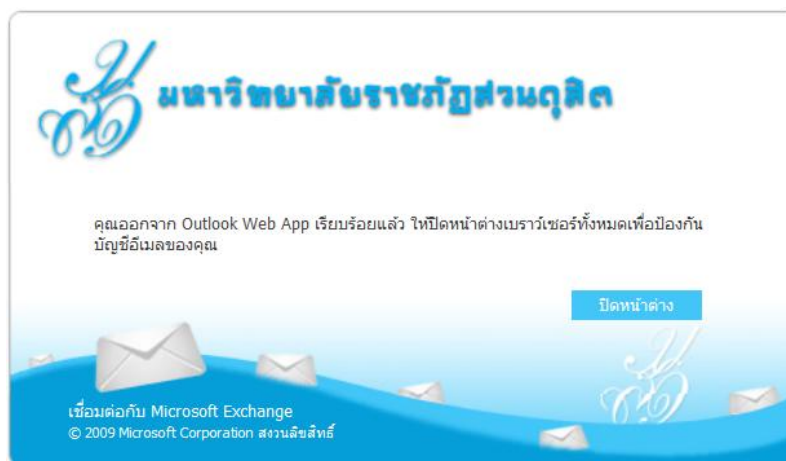 มหาวิทยาลัยราชภัฏสวนดุสิต
คุณออกจาก Outlook Web App เรียบร้อยแล้ว ให้ปิดหน้าต่างเบราว์เซอร์ทั้งหมดเพื่อป้องกัน
บัญชีอีเมลของคุณ
ปิดหน้าต่าง
เชื่อมต่อกับ Microsoft Exchange
© 2009 Microsoft Corporation สงวนลิขสิทธิ์